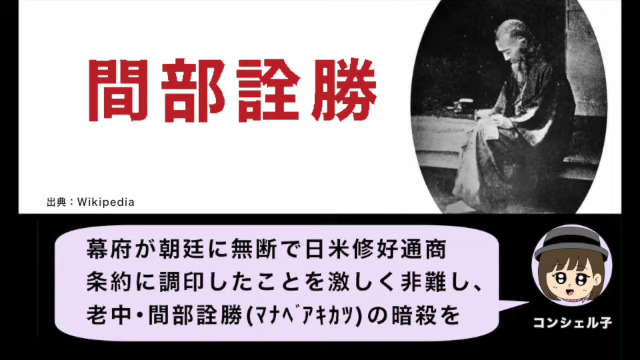 間部詮勝
出典：Wikipedia
幕府が朝廷に無断で日米修好通商
条約に調印したことを激しく非難し、
老中・間部詮勝(ﾏﾅﾍﾞｱｷｶﾂ)の暗殺を
コンシェル子